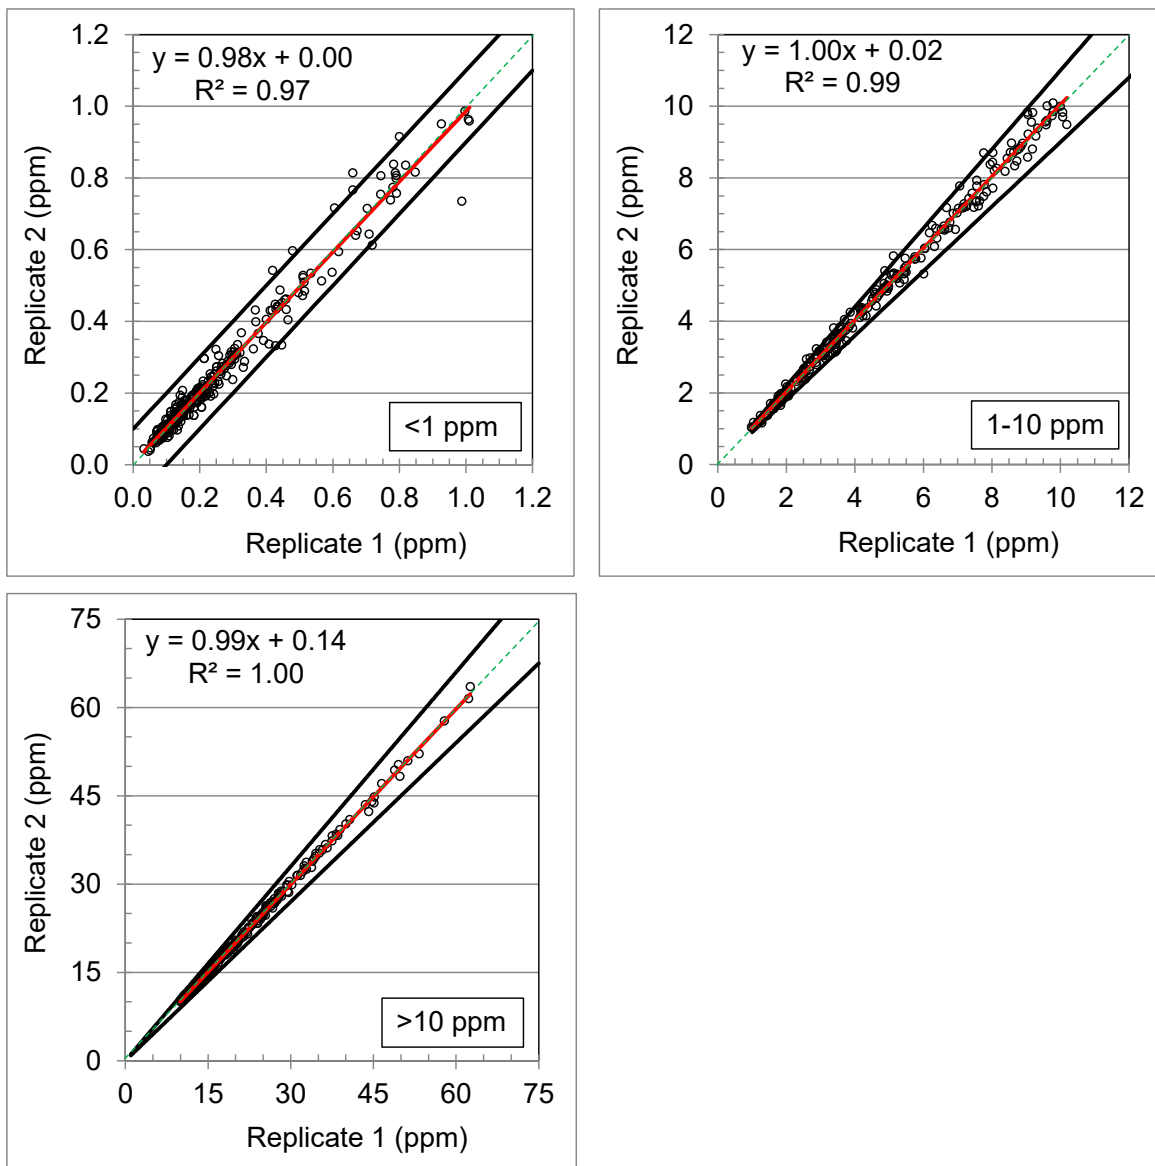 y = 0.98x + 0.00
R² = 0.97
1.2
1.0
0.8
0.6
0.4
0.2
0.0
Replicate 2 (ppm)
<1 ppm
0.0 0.2 0.4 0.6 0.8 1.0 1.2
Replicate 1 (ppm)
y = 1.00x + 0.02
R² = 0.99
12
10
8
6
4
2
0
Replicate 2 (ppm)
1-10 ppm
0 2 4 6 8 10 12
Replicate 1 (ppm)
y = 0.99x + 0.14
R² = 1.00
75
60
45
30
15
0
Replicate 2 (ppm)
>10 ppm
0 15 30 45 60 75
Replicate 1 (ppm)